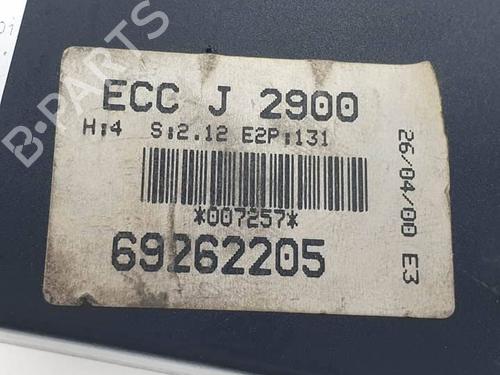 ECC J 2900
H:4 S:2.12 E2P:131
*007257*
69262205
26/04/00 E3
B-PARTS